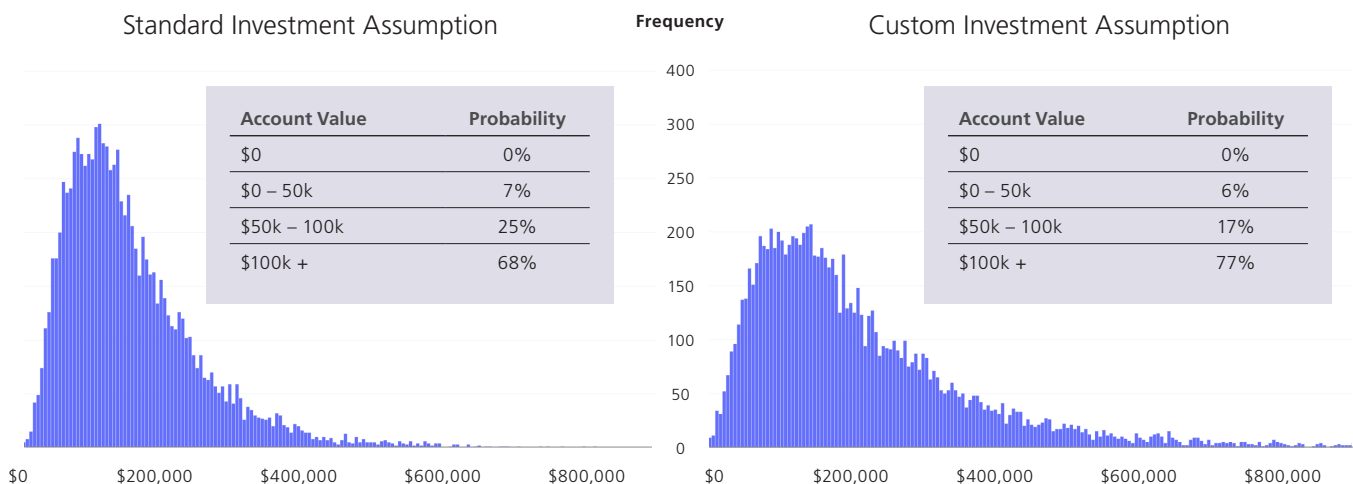 Standard Investment Assumption
Account Value Probability
$0 0%
$0 – 50k 7%
$50k – 100k 25%
$100k + 68%
$0 $200,000 $400,000 $600,000 $800,000
Frequency
400
300
250
200
150
100
50
0
Custom Investment Assumption
Account Value Probability
$0 0%
$0 – 50k 6%
$50k – 100k 17%
$100k + 77%
$0 $200,000 $400,000 $600,000 $800,000